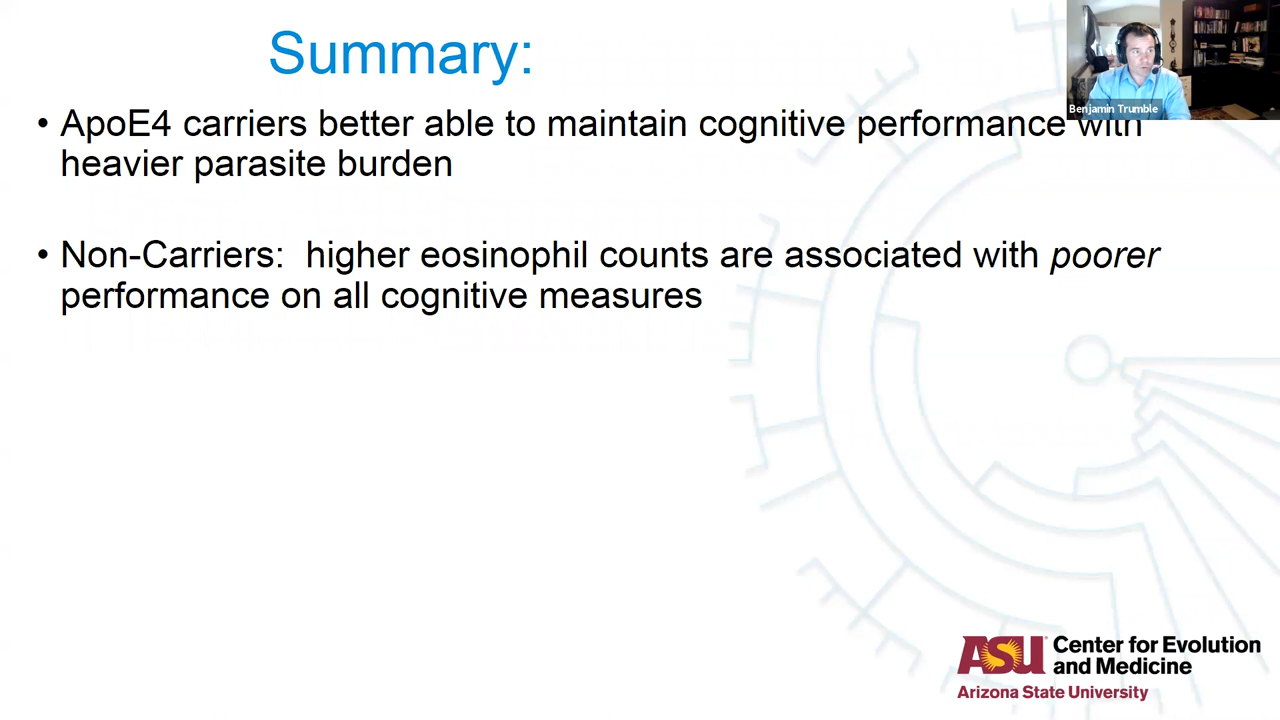 Summary:
Benjamin Trumble
• ApoE4 carriers better able to maintain cognitive performance with
heavier parasite burden
• Non-Carriers: higher eosinophil counts are associated with poorer
performance on all cognitive measures
ASU Center for Evolution
and Medicine
Arizona State University